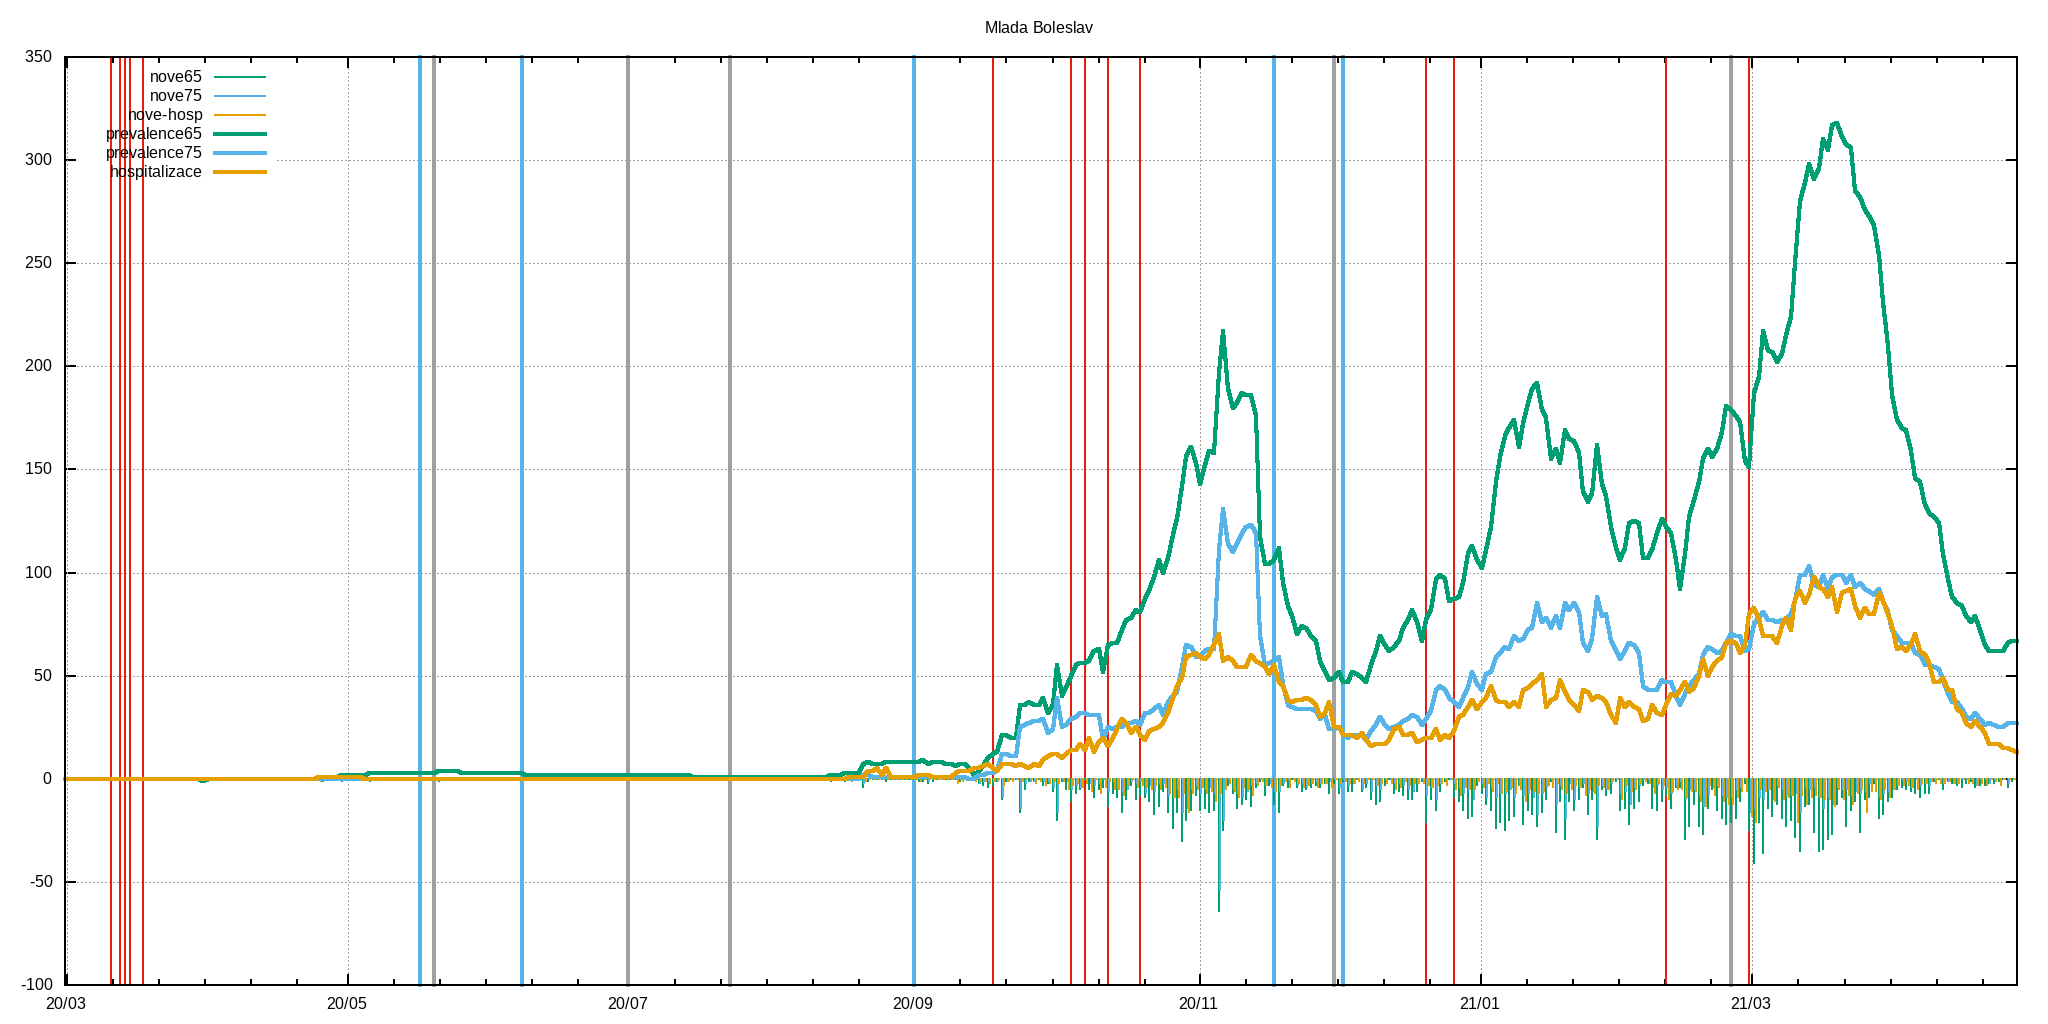 Mlada Boleslav
350
300
250
200
150
100
50
0
-50
-100
nove65
nove75
nove-hosp
prevalence65
prevalence75
hospitalizace
20/03 20/05 20/07 20/09 20/11 21/01 21/03